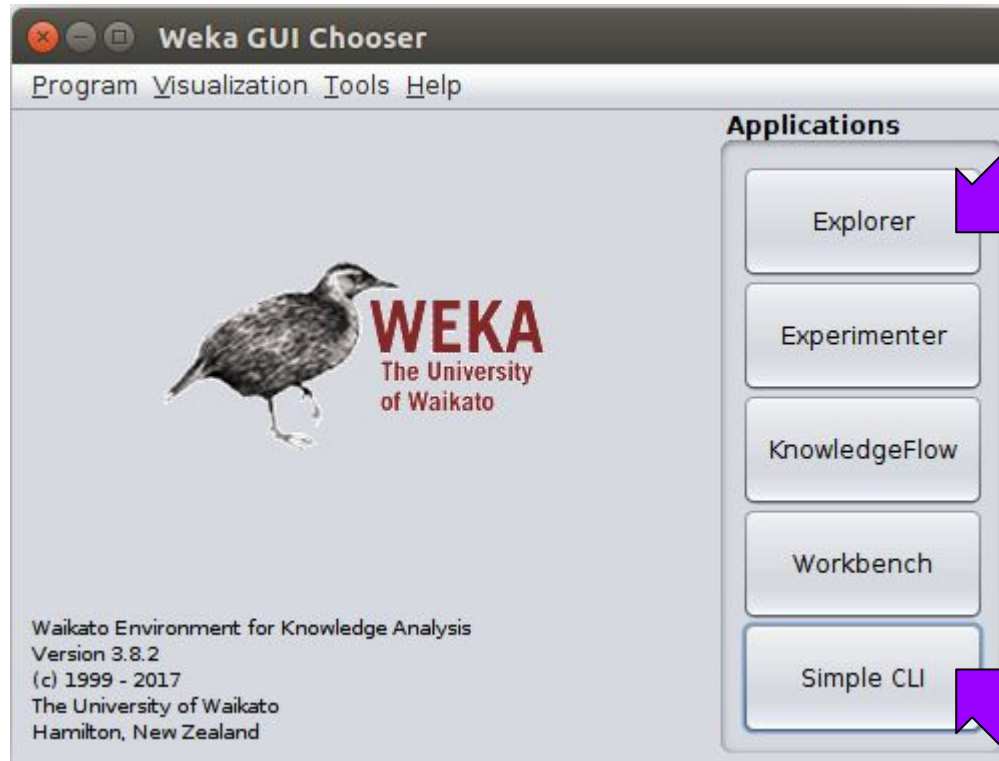 Weka GUI Chooser
Program Visualization Tools Help
Applications
Explorer
Experimenter
KnowledgeFlow
Workbench
Simple CLI
WEKA
The University
of Waikato
Waikato Environment for Knowledge Analysis
Version 3.8.2
(c) 1999 - 2017
The University of Waikato
Hamilton, New Zealand